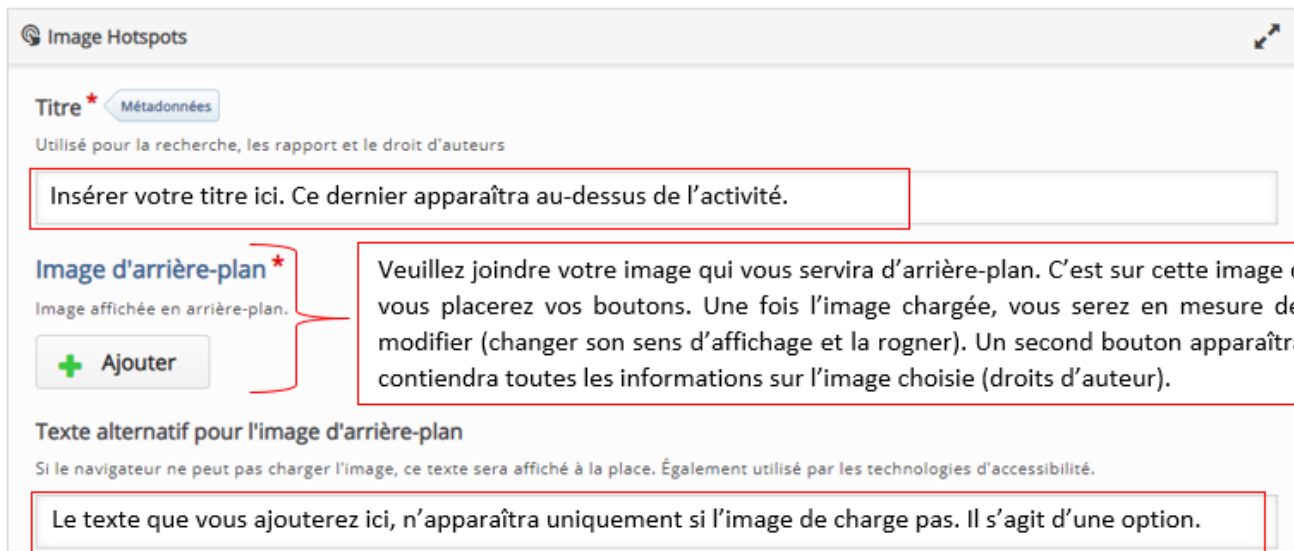 Image Hotspots
Titre * Métadonnées
Utilisé pour la recherche, les rapport et le droit d'auteurs
Insérer votre titre ici. Ce dernier apparaîtra au-dessus de l’activité.
Image d'arrière-plan *
Image affichée en arrière-plan.
Ajouter
Veuillez joindre votre image qui vous servira d’arrière-plan. C’est sur cette image
vous placerez vos boutons. Une fois l’image chargée, vous serez en mesure de
modifier (changer son sens d’affichage et la rogner). Un second bouton apparaîtra
contiendra toutes les informations sur l’image choisie (droits d’auteur).
Texte alternatif pour l'image d'arrière-plan
Si le navigateur ne peut pas charger l'image, ce texte sera affiché à la place. Également utilisé par les technologies d'accessibilité.
Le texte que vous ajouterez ici, n’apparaîtra uniquement si l’image de charge pas. Il s’agit d’une option.